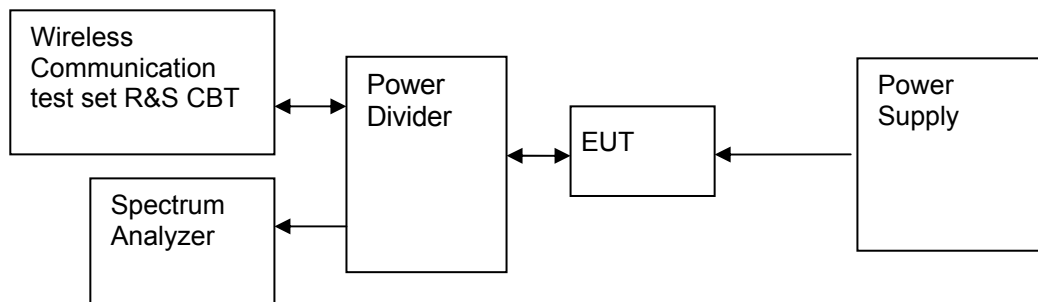 Wireless
Communication
test set R&S CBT
Power
Divider
EUT
Power
Supply
Spectrum
Analyzer